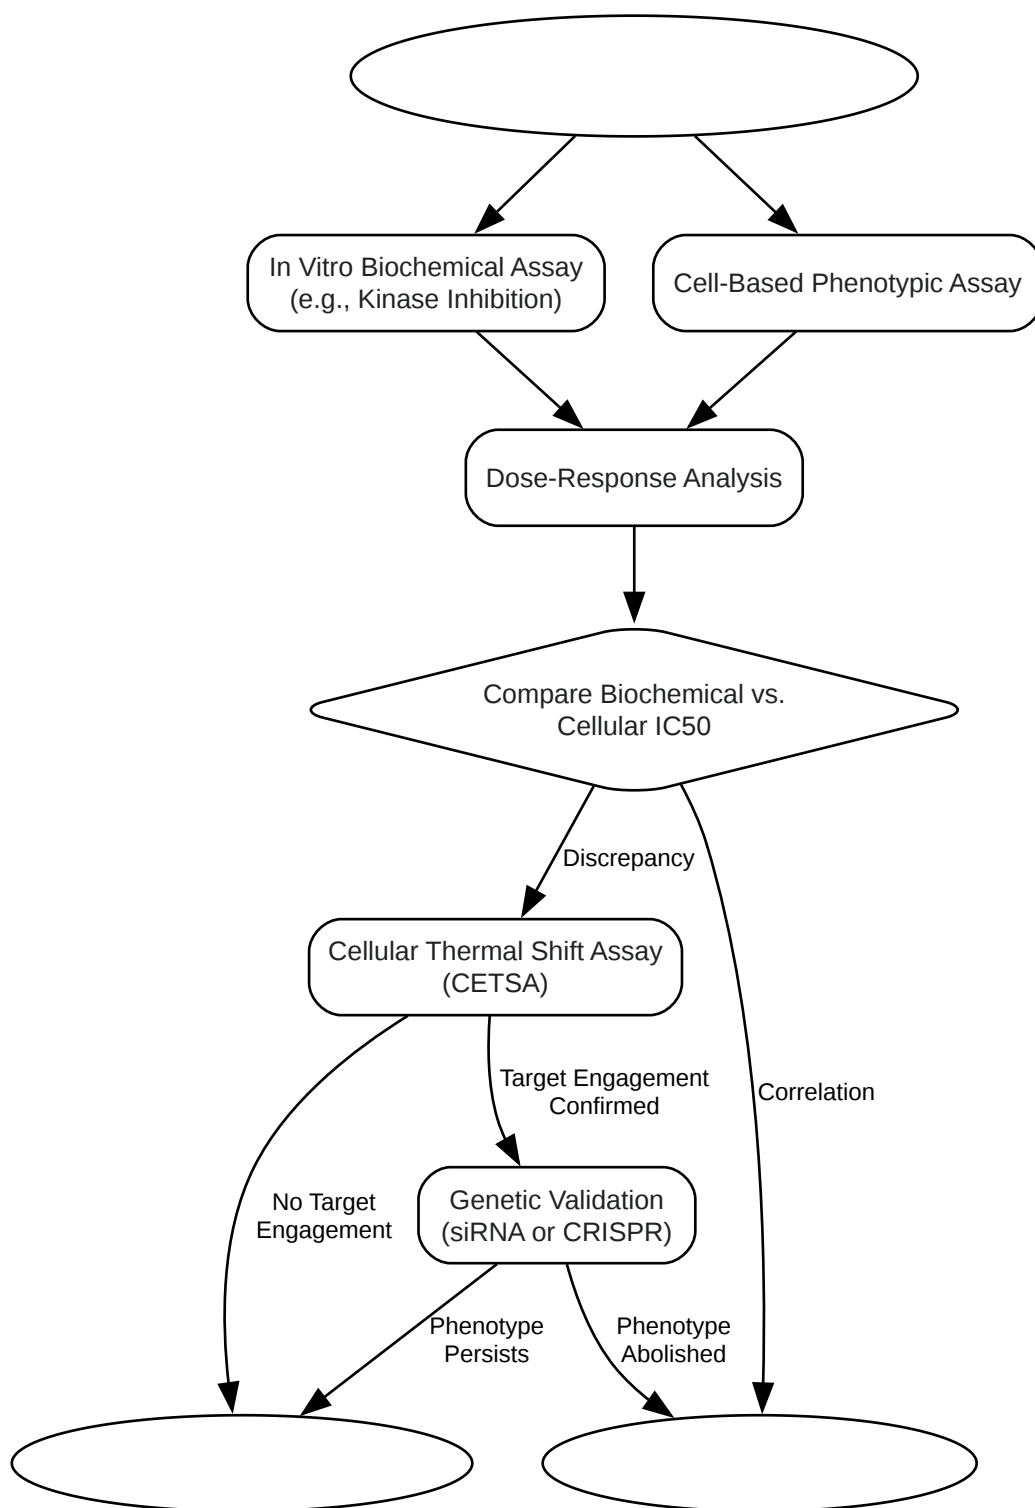 In Vitro Biochemical Assay
(e.g., Kinase Inhibition)
Cell-Based Phenotypic Assay
Dose-Response Analysis
Compare Biochemical vs.
Cellular IC50
Discrepancy
Cellular Thermal Shift Assay
(CETSA)
Target Engagement
Confirmed
Correlation
No Target
Engagement
Genetic Validation
(siRNA or CRISPR)
Phenotype
Persists
Phenotype
Abolished